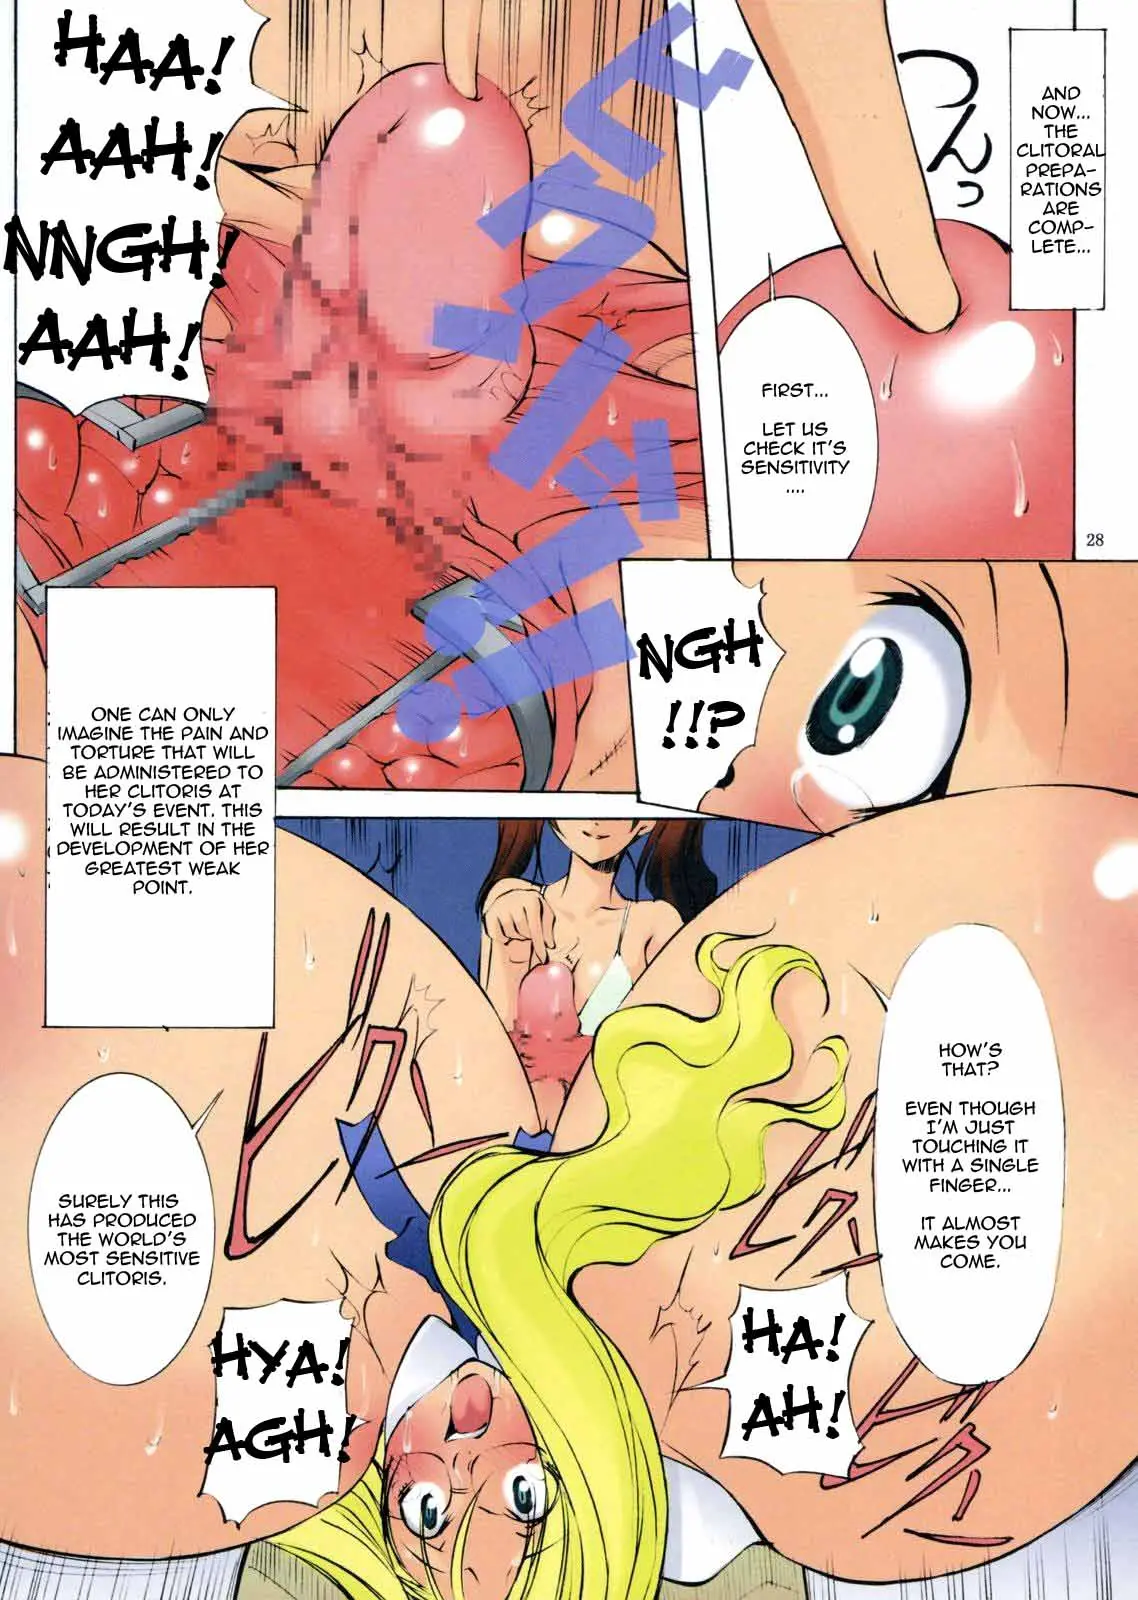 AND
NOW...
THE
CLITORAL
PREPA-
RATIONS
ARE
COMP-
LETE...
つんっ
FIRST...
LET US
CHECK IT'S
SENSITIVITY
....
28
HAA!
AAH!
NNGH!
AAH!
NGH
!!?
ONE CAN ONLY
IMAGINE THE PAIN AND
TORTURE THAT WILL
BE ADMINISTERED TO
HER CLITORIS AT
TODAY'S EVENT. THIS
WILL RESULT IN THE
DEVELOPMENT OF HER
GREATEST WEAK
POINT.
HOW'S
THAT?
EVEN THOUGH
I'M JUST
TOUCHING IT
WITH A SINGLE
FINGER...
IT ALMOST
MAKES YOU
COME.
HA!
AH!
SURELY THIS
HAS PRODUCED
THE WORLD'S
MOST SENSITIVE
CLITORIS.
HYA!
AGH!